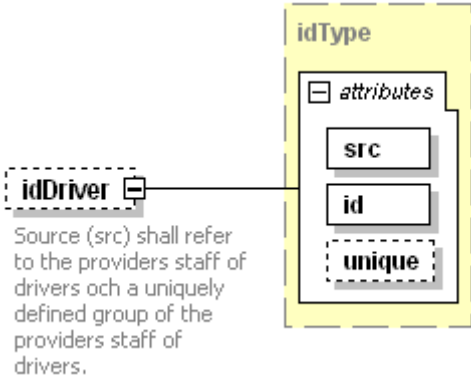 idType
attributes
src
idDriver
id
unique
Source (src) shall refer
to the providers staff of
drivers och a uniquely
defined group of the
providers staff of
drivers.